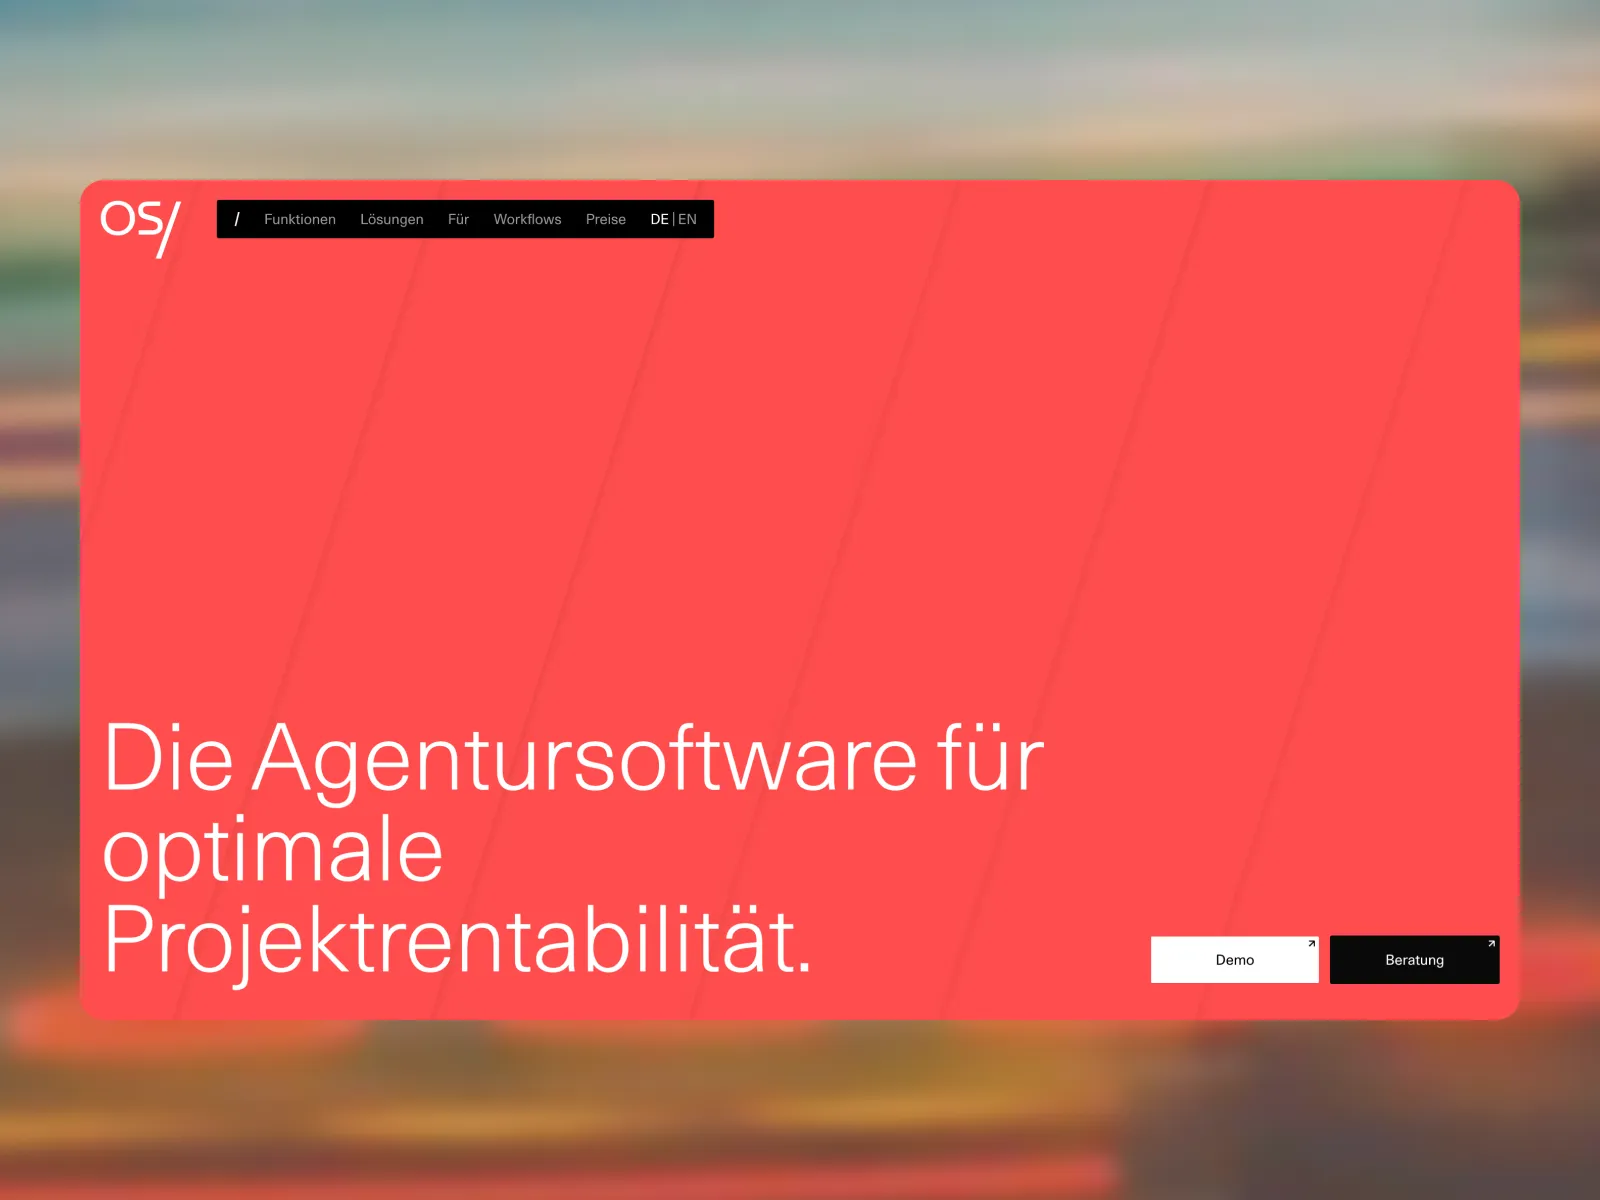 OS/
/ Funktionen Lösungen Für Workflows Preise DE | EN
Die Agentursoftware für
optimale
Projektrentabilität.
Demo
Beratung